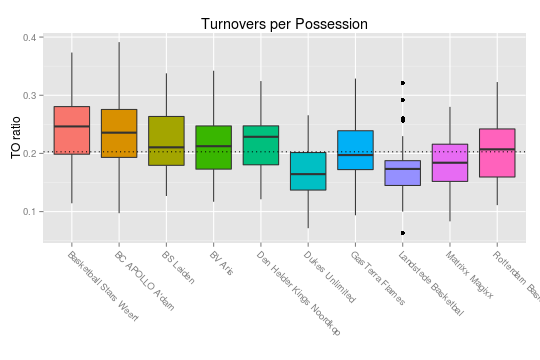 Turnovers per Possession
TO ratio
0.4
0.3
0.2
0.1
Basketball Stars Weert
BC APOLLO A'dam
BS Leiden
BV Aris
Den Helder Kings Noordkop
Dukes Unlimited
GasTerra Flames
Landstede Basketbal
Matrixx Magixx
Rotterdam Bas